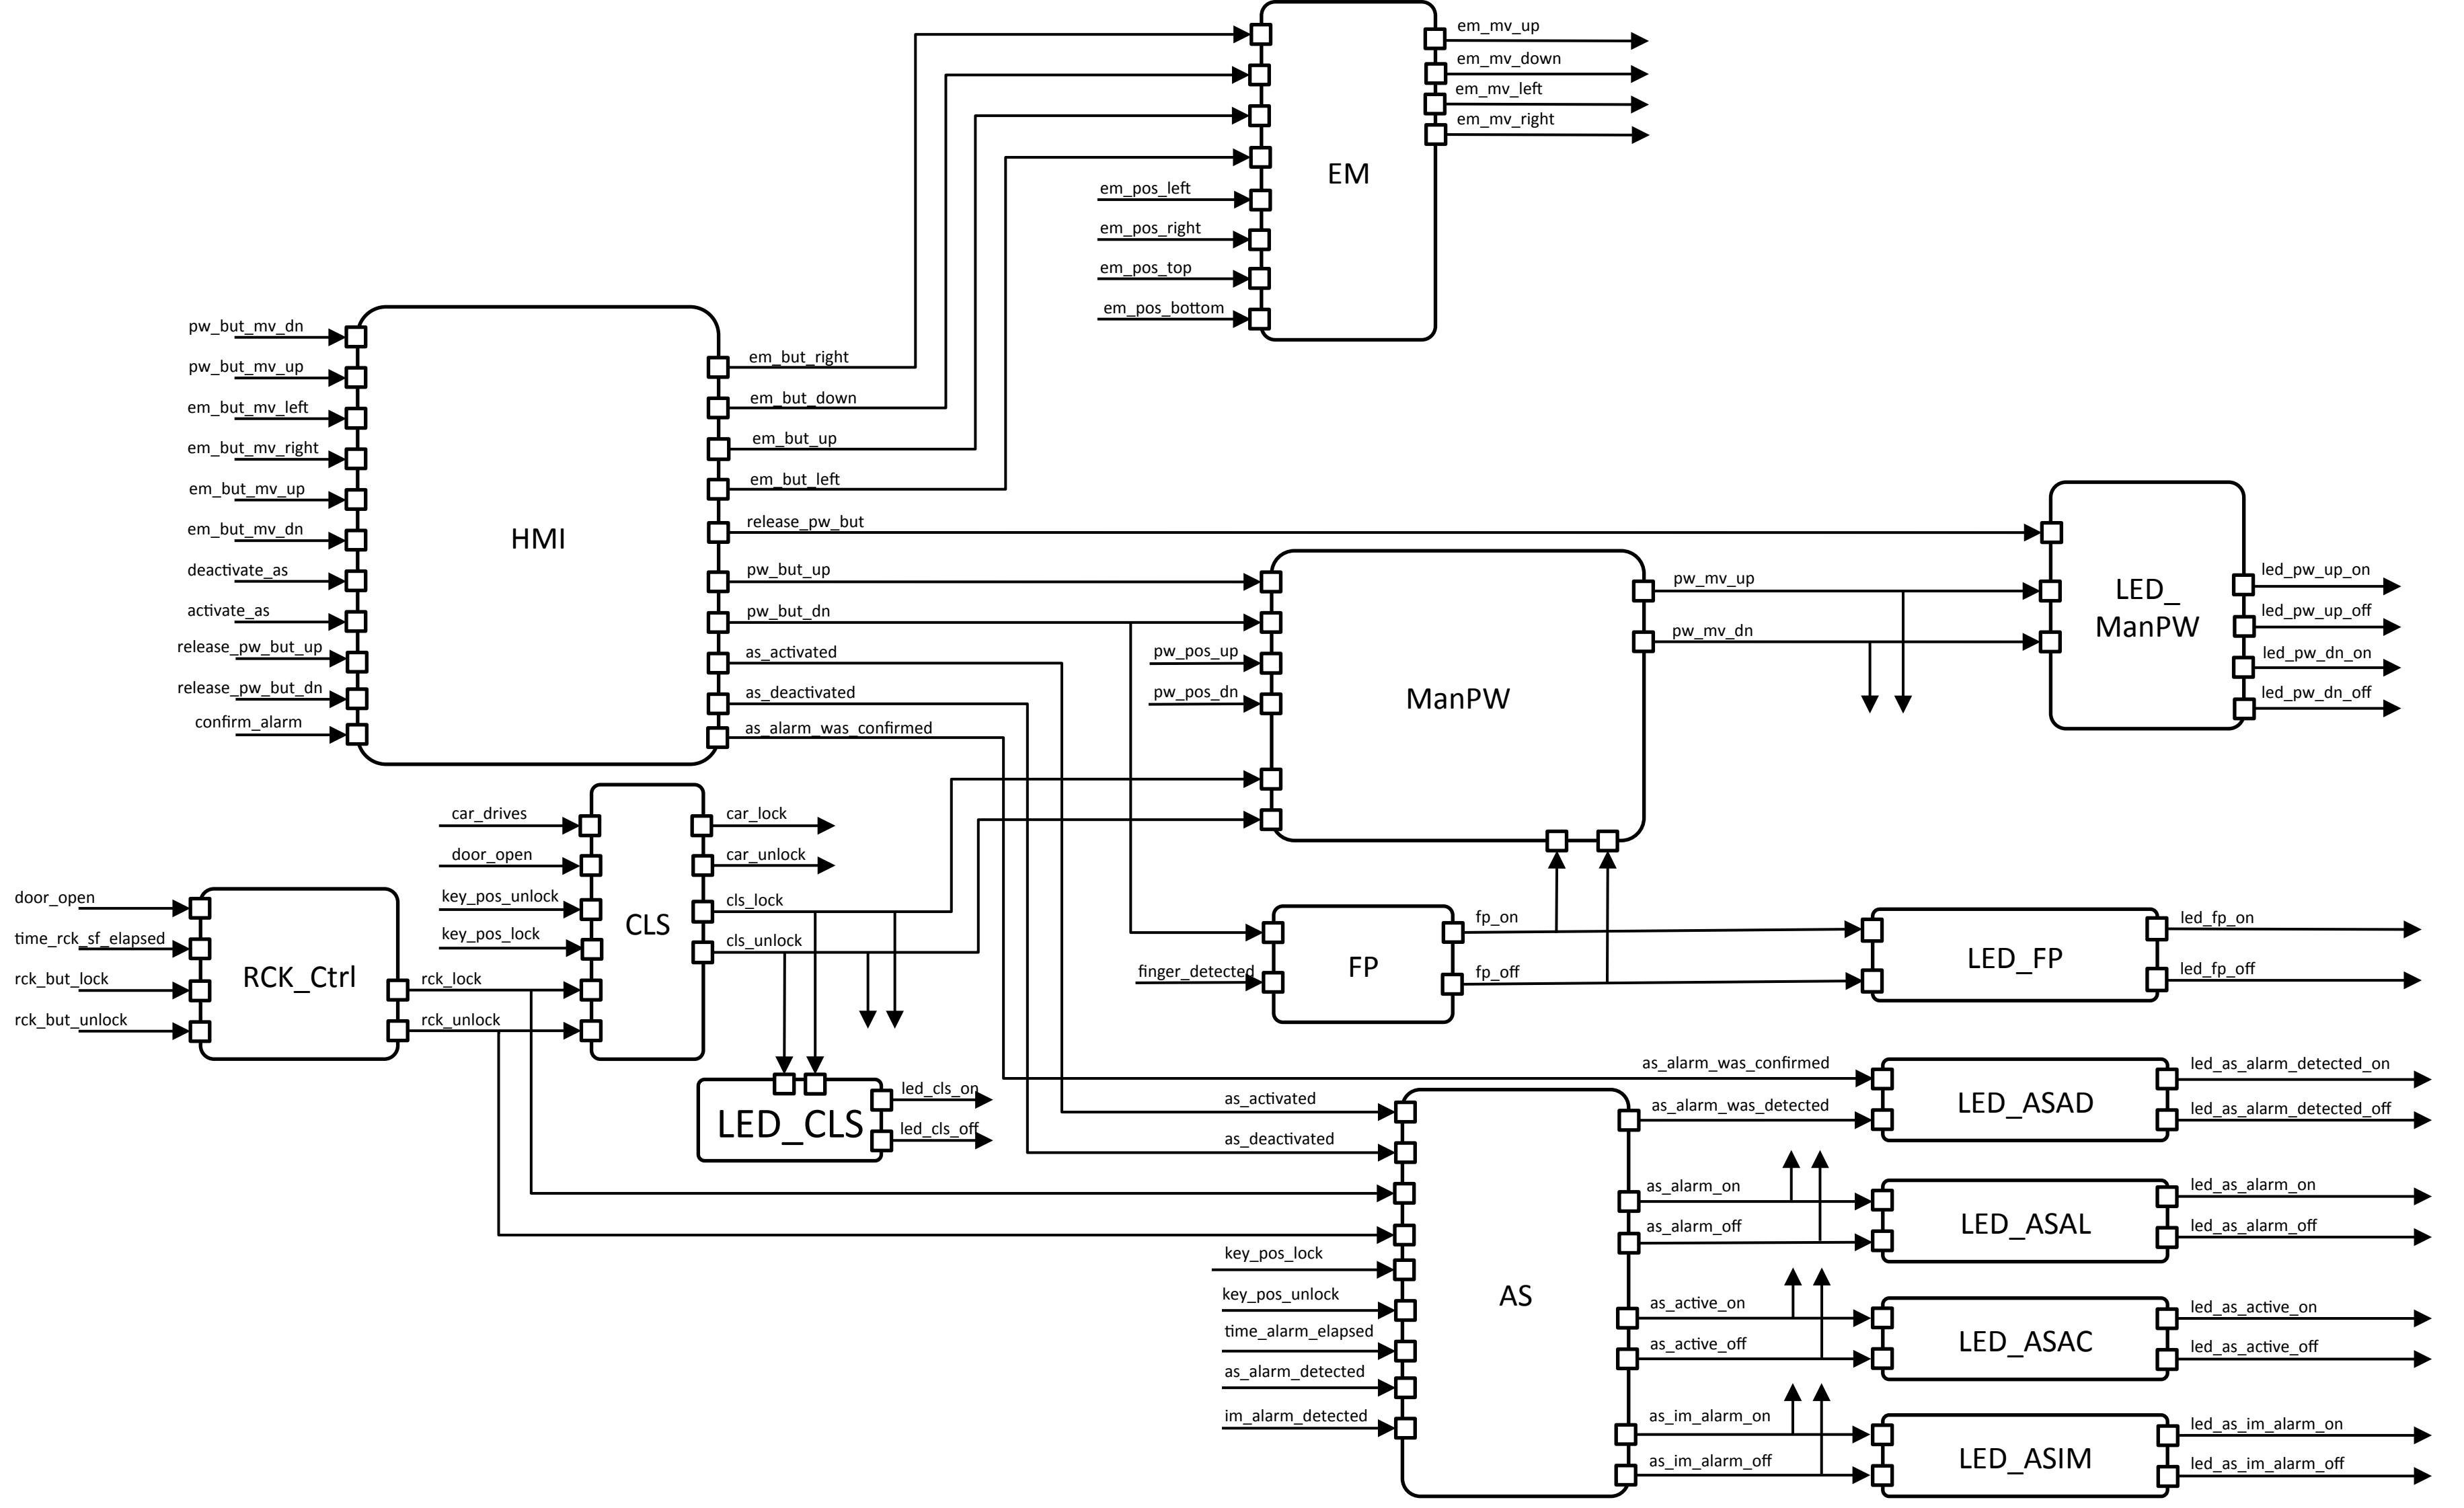 em_mv_up
em_mv_down
em_mv_left
em_mv_right
EM
em_pos_left
em_pos_right
em_pos_top
em_pos_bottom
pw_but_mv_dn
pw_but_mv_up
em_but_mv_left
em_but_mv_right
em_but_mv_up
em_but_mv_dn
deactivate_as
activate_as
release_pw_but_up
release_pw_but_dn
confirm_alarm
HMI
em_but_right
em_but_down
em_but_up
em_but_left
release_pw_but
pw_but_up
pw_but_dn
as_activated
as_deactivated
as_alarm_was_confirmed
pw_pos_up
pw_pos_dn
ManPW
pw_mv_up
pw_mv_dn
LED_
ManPW
led_pw_up_on
led_pw_up_off
led_pw_dn_on
led_pw_dn_off
car_drives
door_open
key_pos_unlock
key_pos_lock
CLS
car_lock
car_unlock
cls_lock
cls_unlock
door_open
time_rck_sf_elapsed
rck_but_lock
rck_but_unlock
RCK_Ctrl
rck_lock
rck_unlock
finger_detected
FP
fp_on
fp_off
LED_FP
led_fp_on
led_fp_off
LED_CLS
led_cls_on
led_cls_off
as_activated
as_deactivated
key_pos_lock
key_pos_unlock
time_alarm_elapsed
as_alarm_detected
im_alarm_detected
AS
as_alarm_was_confirmed
as_alarm_was_detected
as_alarm_on
as_alarm_off
as_active_on
as_active_off
as_im_alarm_on
as_im_alarm_off
LED_ASAD
led_as_alarm_detected_on
led_as_alarm_detected_off
LED_ASAL
led_as_alarm_on
led_as_alarm_off
LED_ASAC
led_as_active_on
led_as_active_off
LED_ASIM
led_as_im_alarm_on
led_as_im_alarm_off